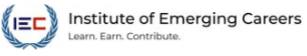 IEC
Institute of Emerging Careers
Learn. Earn. Contribute.